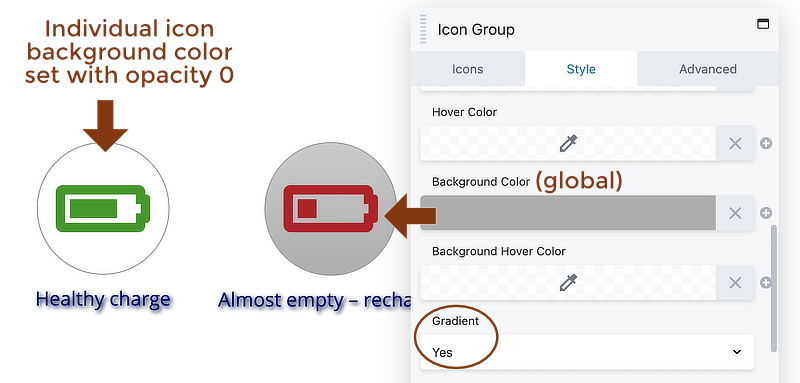 Individual icon
background color
set with opacity 0
Healthy charge
Almost empty – recha
Icon Group
Icons
Style
Advanced
Hover Color
Background Color (global)
Background Hover Color
Gradient
Yes